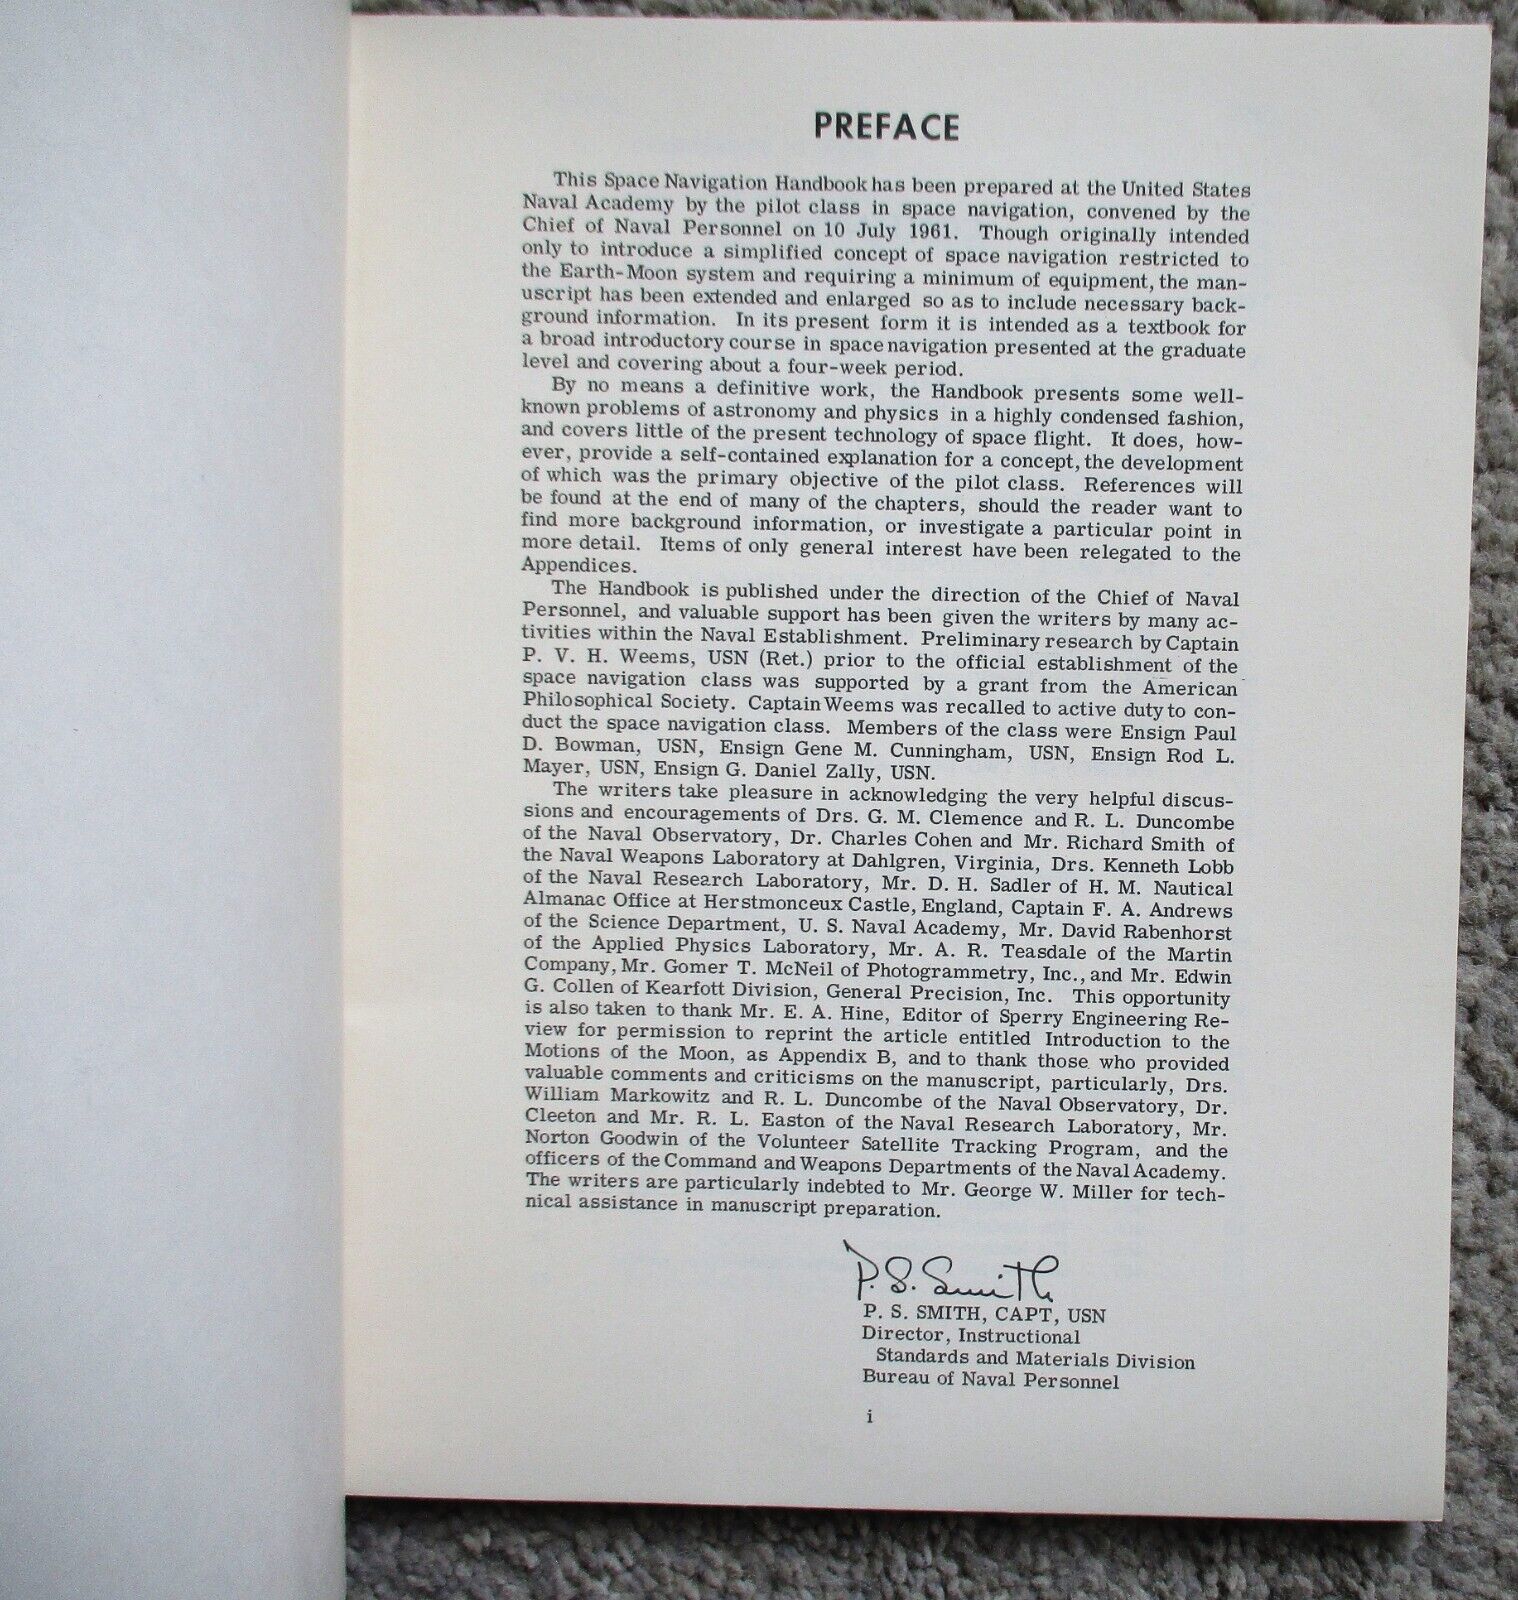 PREFACE
This Space Navigation Handbook has been prepared at the United States
Naval Academy by the pilot class in space navigation, convened by the
Chief of Naval Personnel on 10 July 1961. Though originally intended
only to introduce a simplified concept of space navigation restricted to
the Earth-Moon system and requiring a minimum of equipment, the man-
uscript has been extended and enlarged so as to include necessary back-
ground information. In its present form it is intended as a textbook for
a broad introductory course in space navigation presented at the graduate
level and covering about a four-week period.
By no means a definitive work, the Handbook presents some well-
known problems of astronomy and physics in a highly condensed fashion,
and covers little of the present technology of space flight. It does, how-
ever, provide a self-contained explanation for a concept, the development
of which was the primary objective of the pilot class. References will
be found at the end of many of the chapters, should the reader want to
find more background information, or investigate a particular point in
more detail. Items of only general interest have been relegated to the
Appendices.
The Handbook is published under the direction of the Chief of Naval
Personnel, and valuable support has been given the writers by many ac-
tivities within the Naval Establishment. Preliminary research by Captain
P. V. H. Weems, USN (Ret.) prior to the official establishment of the
space navigation class was supported by a grant from the American
Philosophical Society. Captain Weems was recalled to active duty to con-
duct the space navigation class. Members of the class were Ensign Paul
D. Bowman, USN, Ensign Gene M. Cunningham, USN, Ensign Rod L.
Mayer, USN, Ensign G. Daniel Zally, USN.
The writers take pleasure in acknowledging the very helpful discus-
sions and encouragements of Drs. G. M. Clemence and R. L. Duncombe
of the Naval Observatory, Dr. Charles Cohen and Mr. Richard Smith of
the Naval Weapons Laboratory at Dahlgren, Virginia, Drs. Kenneth Lobb
of the Naval Research Laboratory, Mr. D. H. Sadler of H. M. Nautical
Almanac Office at Herstmonceux Castle, England, Captain F. A. Andrews
of the Science Department, U. S. Naval Academy, Mr. David Rabenhorst
of the Applied Physics Laboratory, Mr. A. R. Teasdale of the Martin
Company, Mr. Gomer T. McNeil of Photogrammetry, Inc., and Mr. Edwin
G. Collen of Kearfott Division, General Precision, Inc. This opportunity
is also taken to thank Mr. E. A. Hine, Editor of Sperry Engineering Re-
view for permission to reprint the article entitled Introduction to the
Motions of the Moon, as Appendix B, and to thank those who provided
valuable comments and criticisms on the manuscript, particularly, Drs.
William Markowitz and R. L. Duncombe of the Naval Observatory, Dr.
Cleeton and Mr. R. L. Easton of the Naval Research Laboratory, Mr.
Norton Goodwin of the Volunteer Satellite Tracking Program, and the
officers of the Command and Weapons Departments of the Naval Academy.
The writers are particularly indebted to Mr. George W. Miller for tech-
nical assistance in manuscript preparation.
P. S. Smith
P. S. SMITH, CAPT, USN
Director, Instructional
Standards and Materials Division
Bureau of Naval Personnel
i